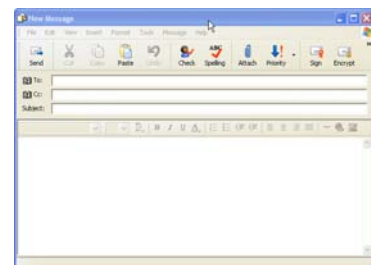 New Message
File Edit View Insert Format Tools Message Help
Send Cut Copy Paste Undo Check Spelling Attach Priority Sign Encrypt
To:
Cc:
Subject: